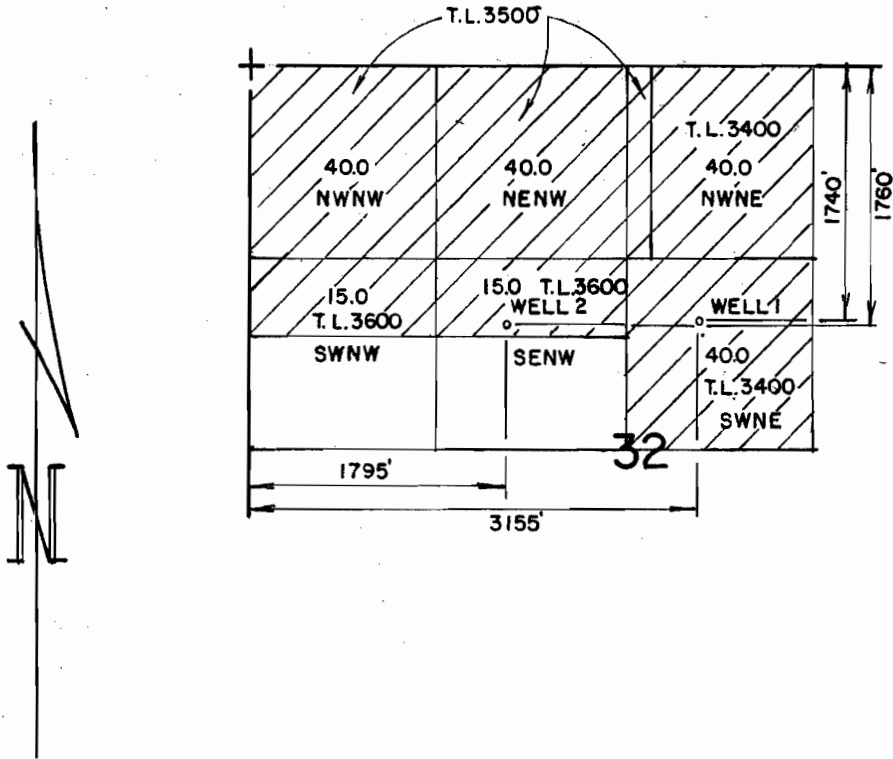 T.L.3500
T.L.3400
40.0
NWNW
40.0
NENW
40.0
NWNE
1740'
1760'
15.0
T.L.3600
SWNW
15.0 T.L.3600
WELL 2
SENW
WELL 1
40.0
T.L.3400
SWNE
32
1795'
3155'
N